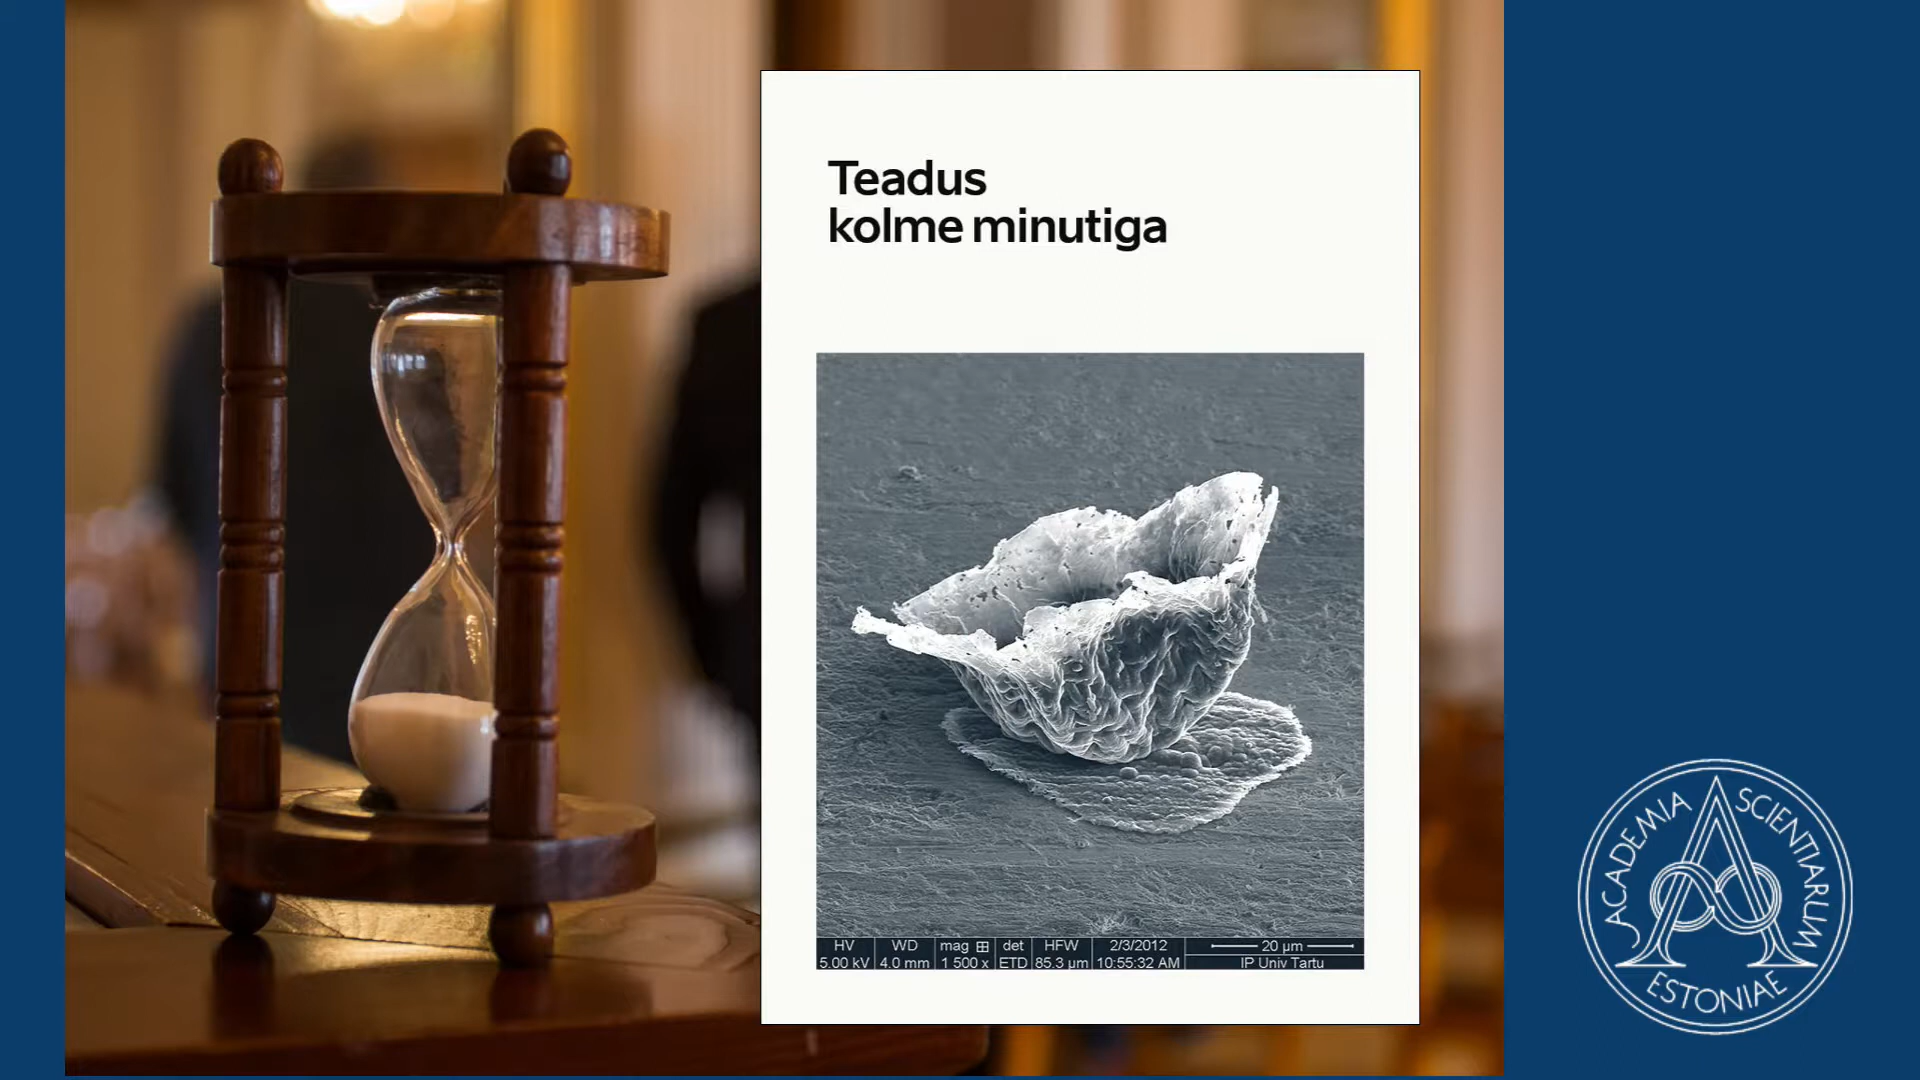 Teadus
kolme minutiga
HV WD mag det HFW 2/3/2012 20 µm
5.00 kV 4.0 mm 1 500 x ETD 85.3 µm 10:55:32 AM IP Univ Tartu
ACADEMIA SCIENTIARUM
ESTONIAE